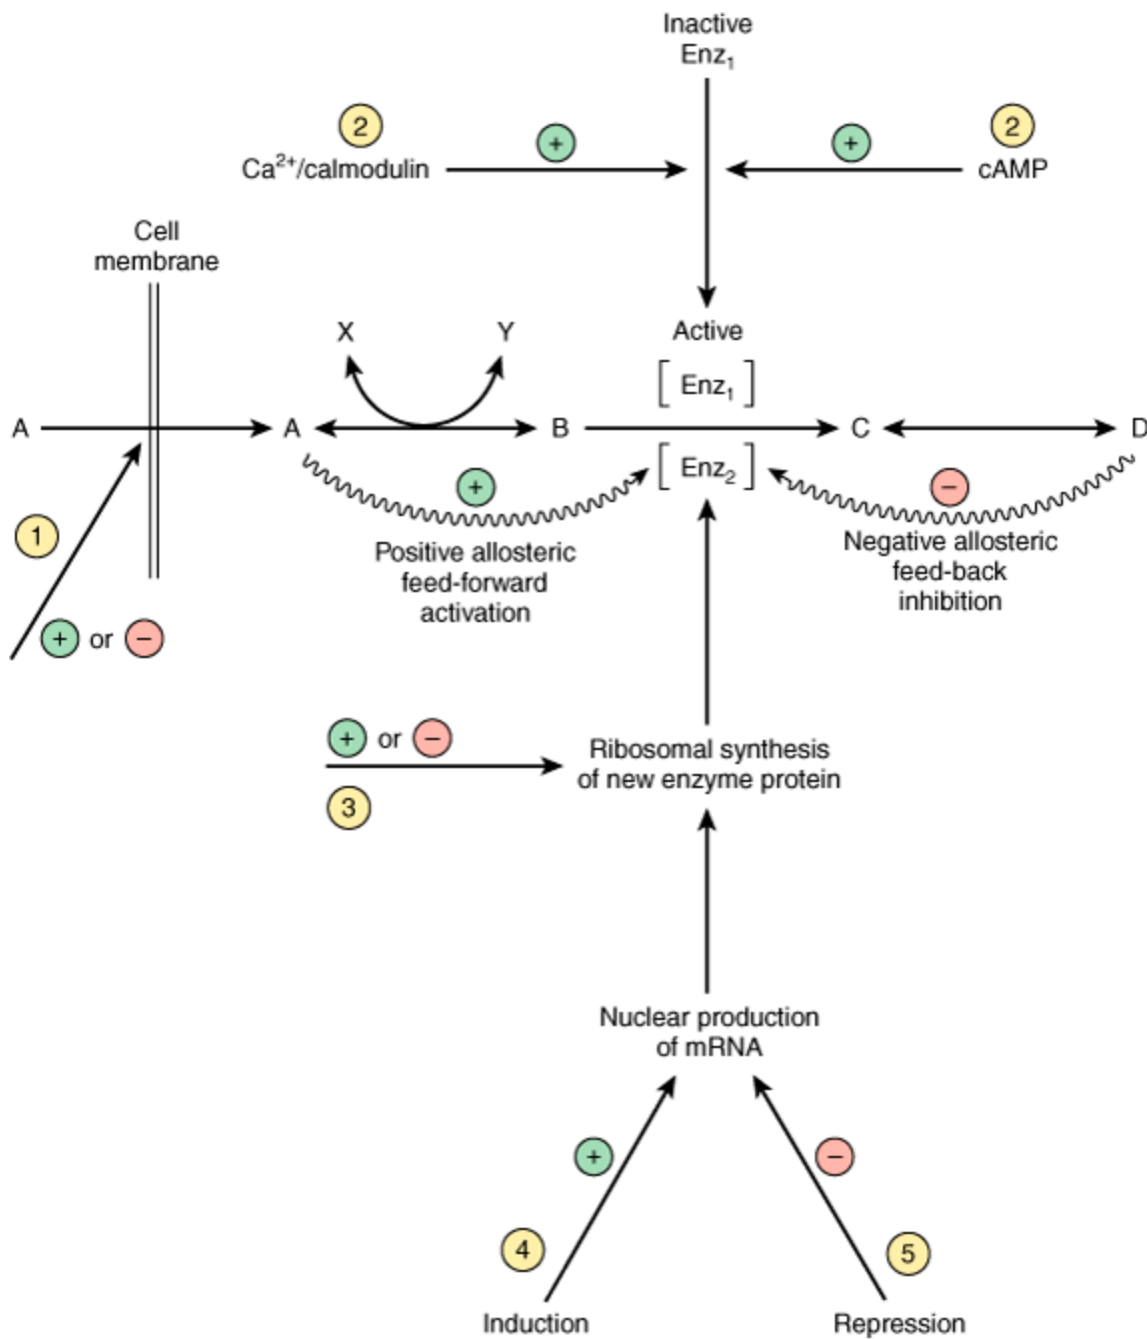 Inactive
Enz₁
2
2
+
+
Ca²⁺/calmodulin
cAMP
Cell
membrane
X
Y
Active
[ Enz₁ ]
A
A
B
C
D
[ Enz₂ ]
+
−
1
Positive allosteric
feed-forward
activation
Negative allosteric
feed-back
inhibition
+ or −
+ or −
3
Ribosomal synthesis
of new enzyme protein
Nuclear production
of mRNA
+
−
4
5
Induction
Repression